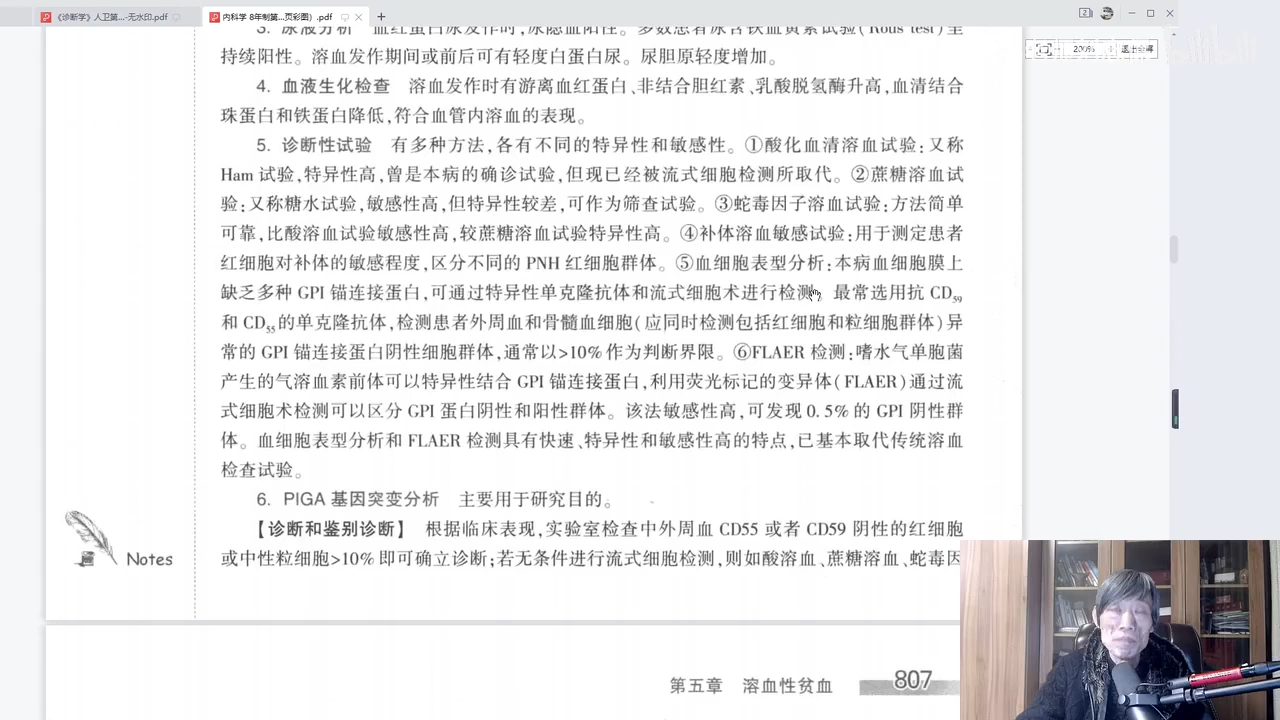 《诊断学》人卫第...-无水印.pdf
内科学 8年制第...页彩图）.pdf
200%
退出全屏
3. 尿液分析 血红蛋白尿发作时,尿隐血阳性。多数患者尿含铁血黄素试验(Rous test)呈
持续阳性。溶血发作期间或前后可有轻度白蛋白尿。尿胆原轻度增加。
4. 血液生化检查 溶血发作时有游离血红蛋白、非结合胆红素、乳酸脱氢酶升高,血清结合
珠蛋白和铁蛋白降低,符合血管内溶血的表现。
5. 诊断性试验 有多种方法,各有不同的特异性和敏感性。①酸化血清溶血试验:又称
Ham 试验,特异性高,曾是本病的确诊试验,但现已经被流式细胞检测所取代。②蔗糖溶血试
验:又称糖水试验,敏感性高,但特异性较差,可作为筛查试验。③蛇毒因子溶血试验:方法简单
可靠,比酸溶血试验敏感性高,较蔗糖溶血试验特异性高。④补体溶血敏感试验:用于测定患者
红细胞对补体的敏感程度,区分不同的 PNH 红细胞群体。⑤血细胞表型分析:本病血细胞膜上
缺乏多种 GPI 锚连接蛋白,可通过特异性单克隆抗体和流式细胞术进行检测 最常选用抗 CD59
和 CD55的单克隆抗体,检测患者外周血和骨髓血细胞(应同时检测包括红细胞和粒细胞群体)异
常的 GPI 锚连接蛋白阴性细胞群体,通常以>10%作为判断界限。⑥FLAER 检测:嗜水气单胞菌
产生的气溶血素前体可以特异性结合 GPI 锚连接蛋白,利用荧光标记的变异体(FLAER)通过流
式细胞术检测可以区分 GPI 蛋白阴性和阳性群体。该法敏感性高,可发现 0.5%的 GPI 阴性群
体。血细胞表型分析和 FLAER 检测具有快速、特异性和敏感性高的特点,已基本取代传统溶血
检查试验。
6. PIGA 基因突变分析 主要用于研究目的。
【诊断和鉴别诊断】 根据临床表现,实验室检查中外周血 CD55 或者 CD59 阴性的红细胞
或中性粒细胞>10%即可确立诊断;若无条件进行流式细胞检测,则如酸溶血、蔗糖溶血、蛇毒因
Notes
第五章 溶血性贫血 807